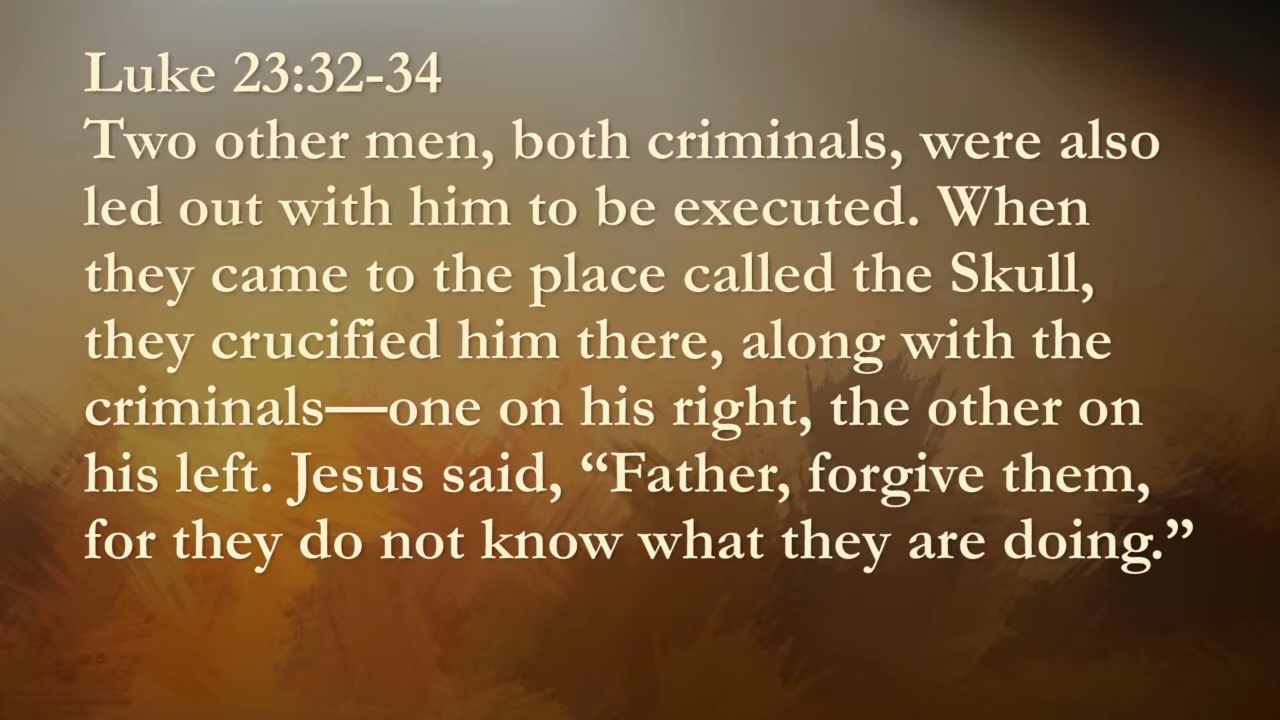 Luke 23:32-34
Two other men, both criminals, were also
led out with him to be executed. When
they came to the place called the Skull,
they crucified him there, along with the
criminals—one on his right, the other on
his left. Jesus said, “Father, forgive them,
for they do not know what they are doing.”